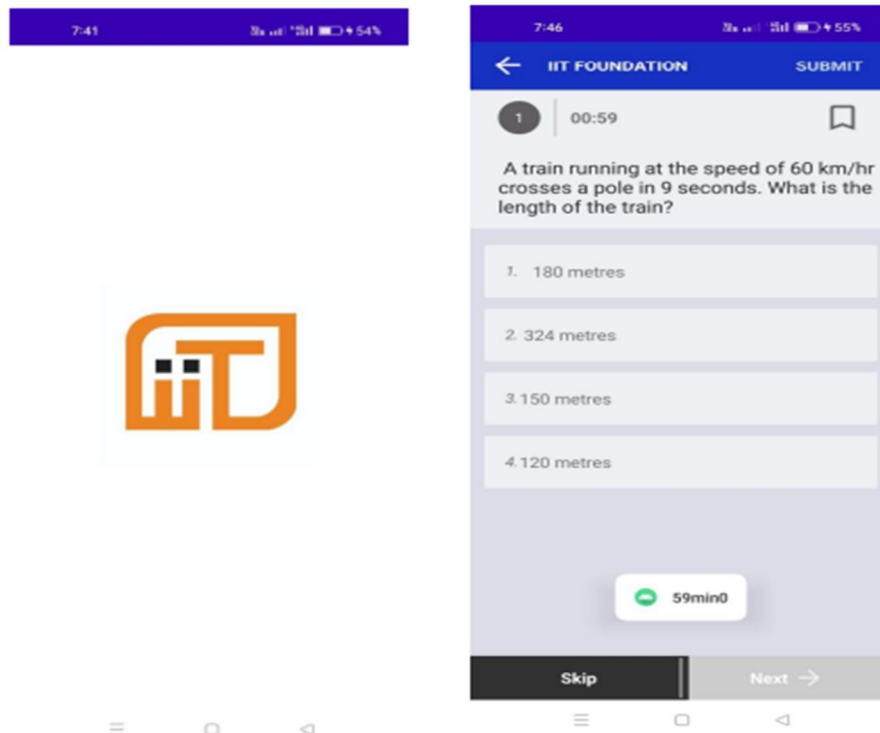 7:41
54%
iiT
7:46
55%
IIT FOUNDATION
SUBMIT
1
00:59
A train running at the speed of 60 km/hr
crosses a pole in 9 seconds. What is the
length of the train?
1. 180 metres
2. 324 metres
3. 150 metres
4. 120 metres
59min0
Skip
Next